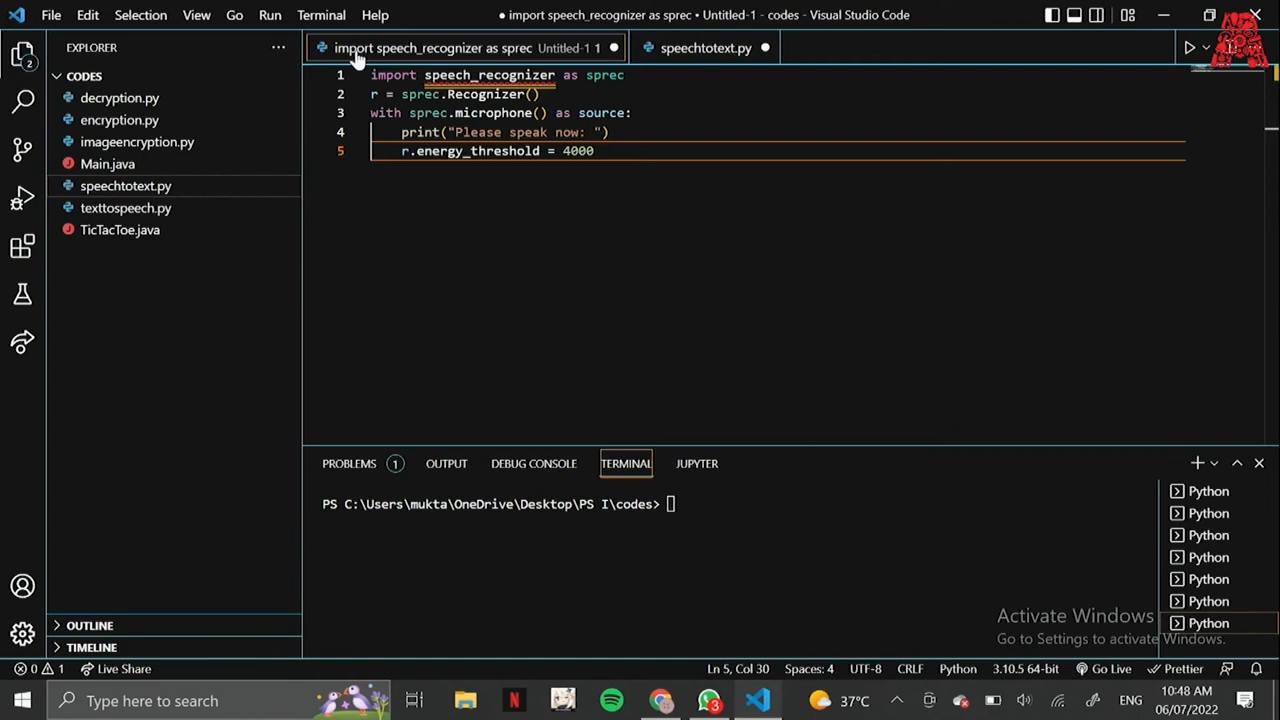 File Edit Selection View Go Run Terminal Help ● import speech_recognizer as sprec • Untitled-1 - codes - Visual Studio Code
EXPLORER ···
import speech_recognizer as sprec Untitled-1 1 ●
speechtotext.py ●
CODES
decryption.py
encryption.py
imageencryption.py
Main.java
speechtotext.py
texttospeech.py
TicTacToe.java
1 import speech_recognizer as sprec
2 r = sprec.Recognizer()
3 with sprec.microphone() as source:
4 print("Please speak now: ")
5 r.energy_threshold = 4000
PROBLEMS 1 OUTPUT DEBUG CONSOLE TERMINAL JUPYTER
PS C:\Users\mukta\OneDrive\Desktop\PS I\codes>
Python
Python
Python
Python
Python
Python
Python
2
OUTLINE
TIMELINE
Activate Windows
Go to Settings to activate Windows.
0 1 Live Share Ln 5, Col 30 Spaces: 4 UTF-8 CRLF Python 3.10.5 64-bit Go Live Prettier
Type here to search 3 37°C ENG 10:48 AM
06/07/2022